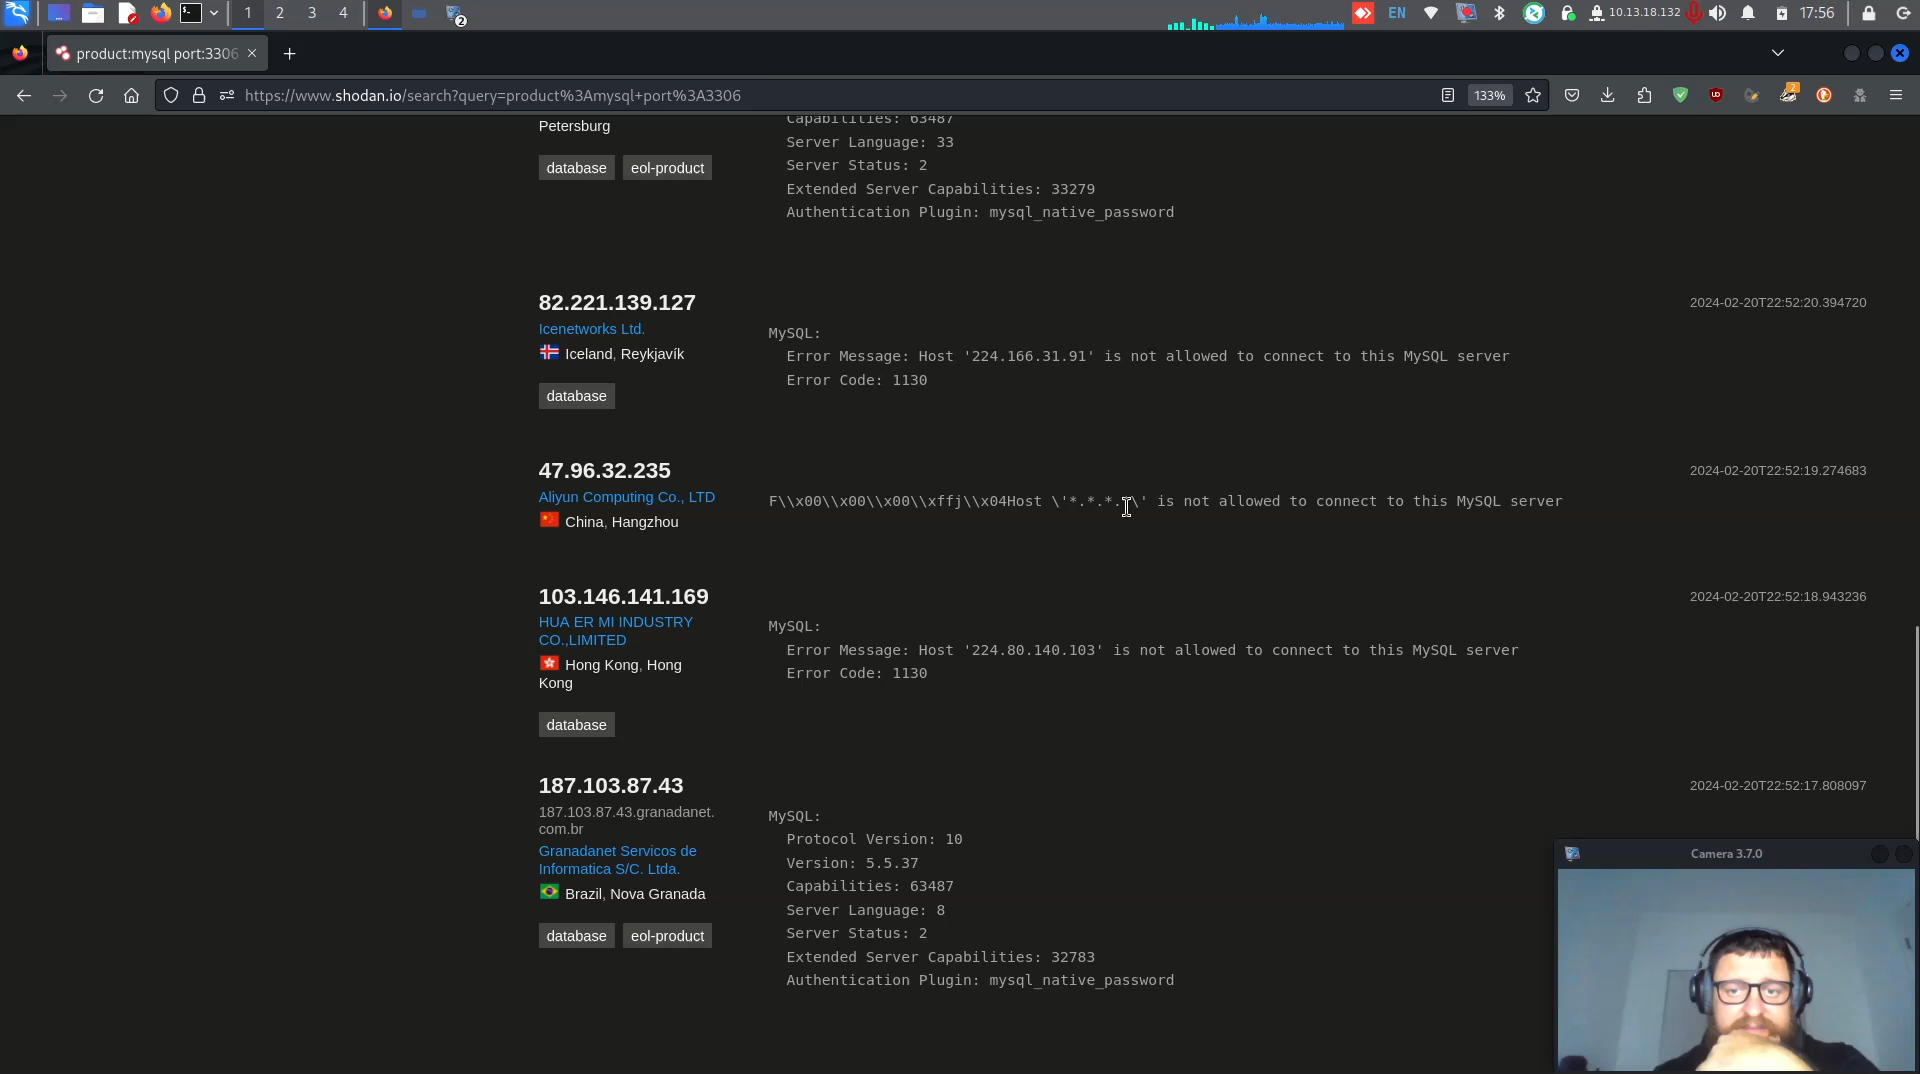 1 2 3 4 2 EN 10.13.18.132 17:56
product:mysql port:3306
https://www.shodan.io/search?query=product%3Amysql+port%3A3306 133% 2
Petersburg
database eol-product
Capabilities: 63487
Server Language: 33
Server Status: 2
Extended Server Capabilities: 33279
Authentication Plugin: mysql_native_password
82.221.139.127
Icenetworks Ltd.
Iceland, Reykjavík
database
2024-02-20T22:52:20.394720
MySQL:
Error Message: Host '224.166.31.91' is not allowed to connect to this MySQL server
Error Code: 1130
47.96.32.235
Aliyun Computing Co., LTD
China, Hangzhou
2024-02-20T22:52:19.274683
F\\x00\\x00\\x00\\xffj\\x04Host \'*.*.*.*\' is not allowed to connect to this MySQL server
103.146.141.169
HUA ER MI INDUSTRY
CO.,LIMITED
Hong Kong, Hong
Kong
database
2024-02-20T22:52:18.943236
MySQL:
Error Message: Host '224.80.140.103' is not allowed to connect to this MySQL server
Error Code: 1130
187.103.87.43
187.103.87.43.granadanet.
com.br
Granadanet Servicos de
Informatica S/C. Ltda.
Brazil, Nova Granada
database eol-product
2024-02-20T22:52:17.808097
MySQL:
Protocol Version: 10
Version: 5.5.37
Capabilities: 63487
Server Language: 8
Server Status: 2
Extended Server Capabilities: 32783
Authentication Plugin: mysql_native_password
Camera 3.7.0